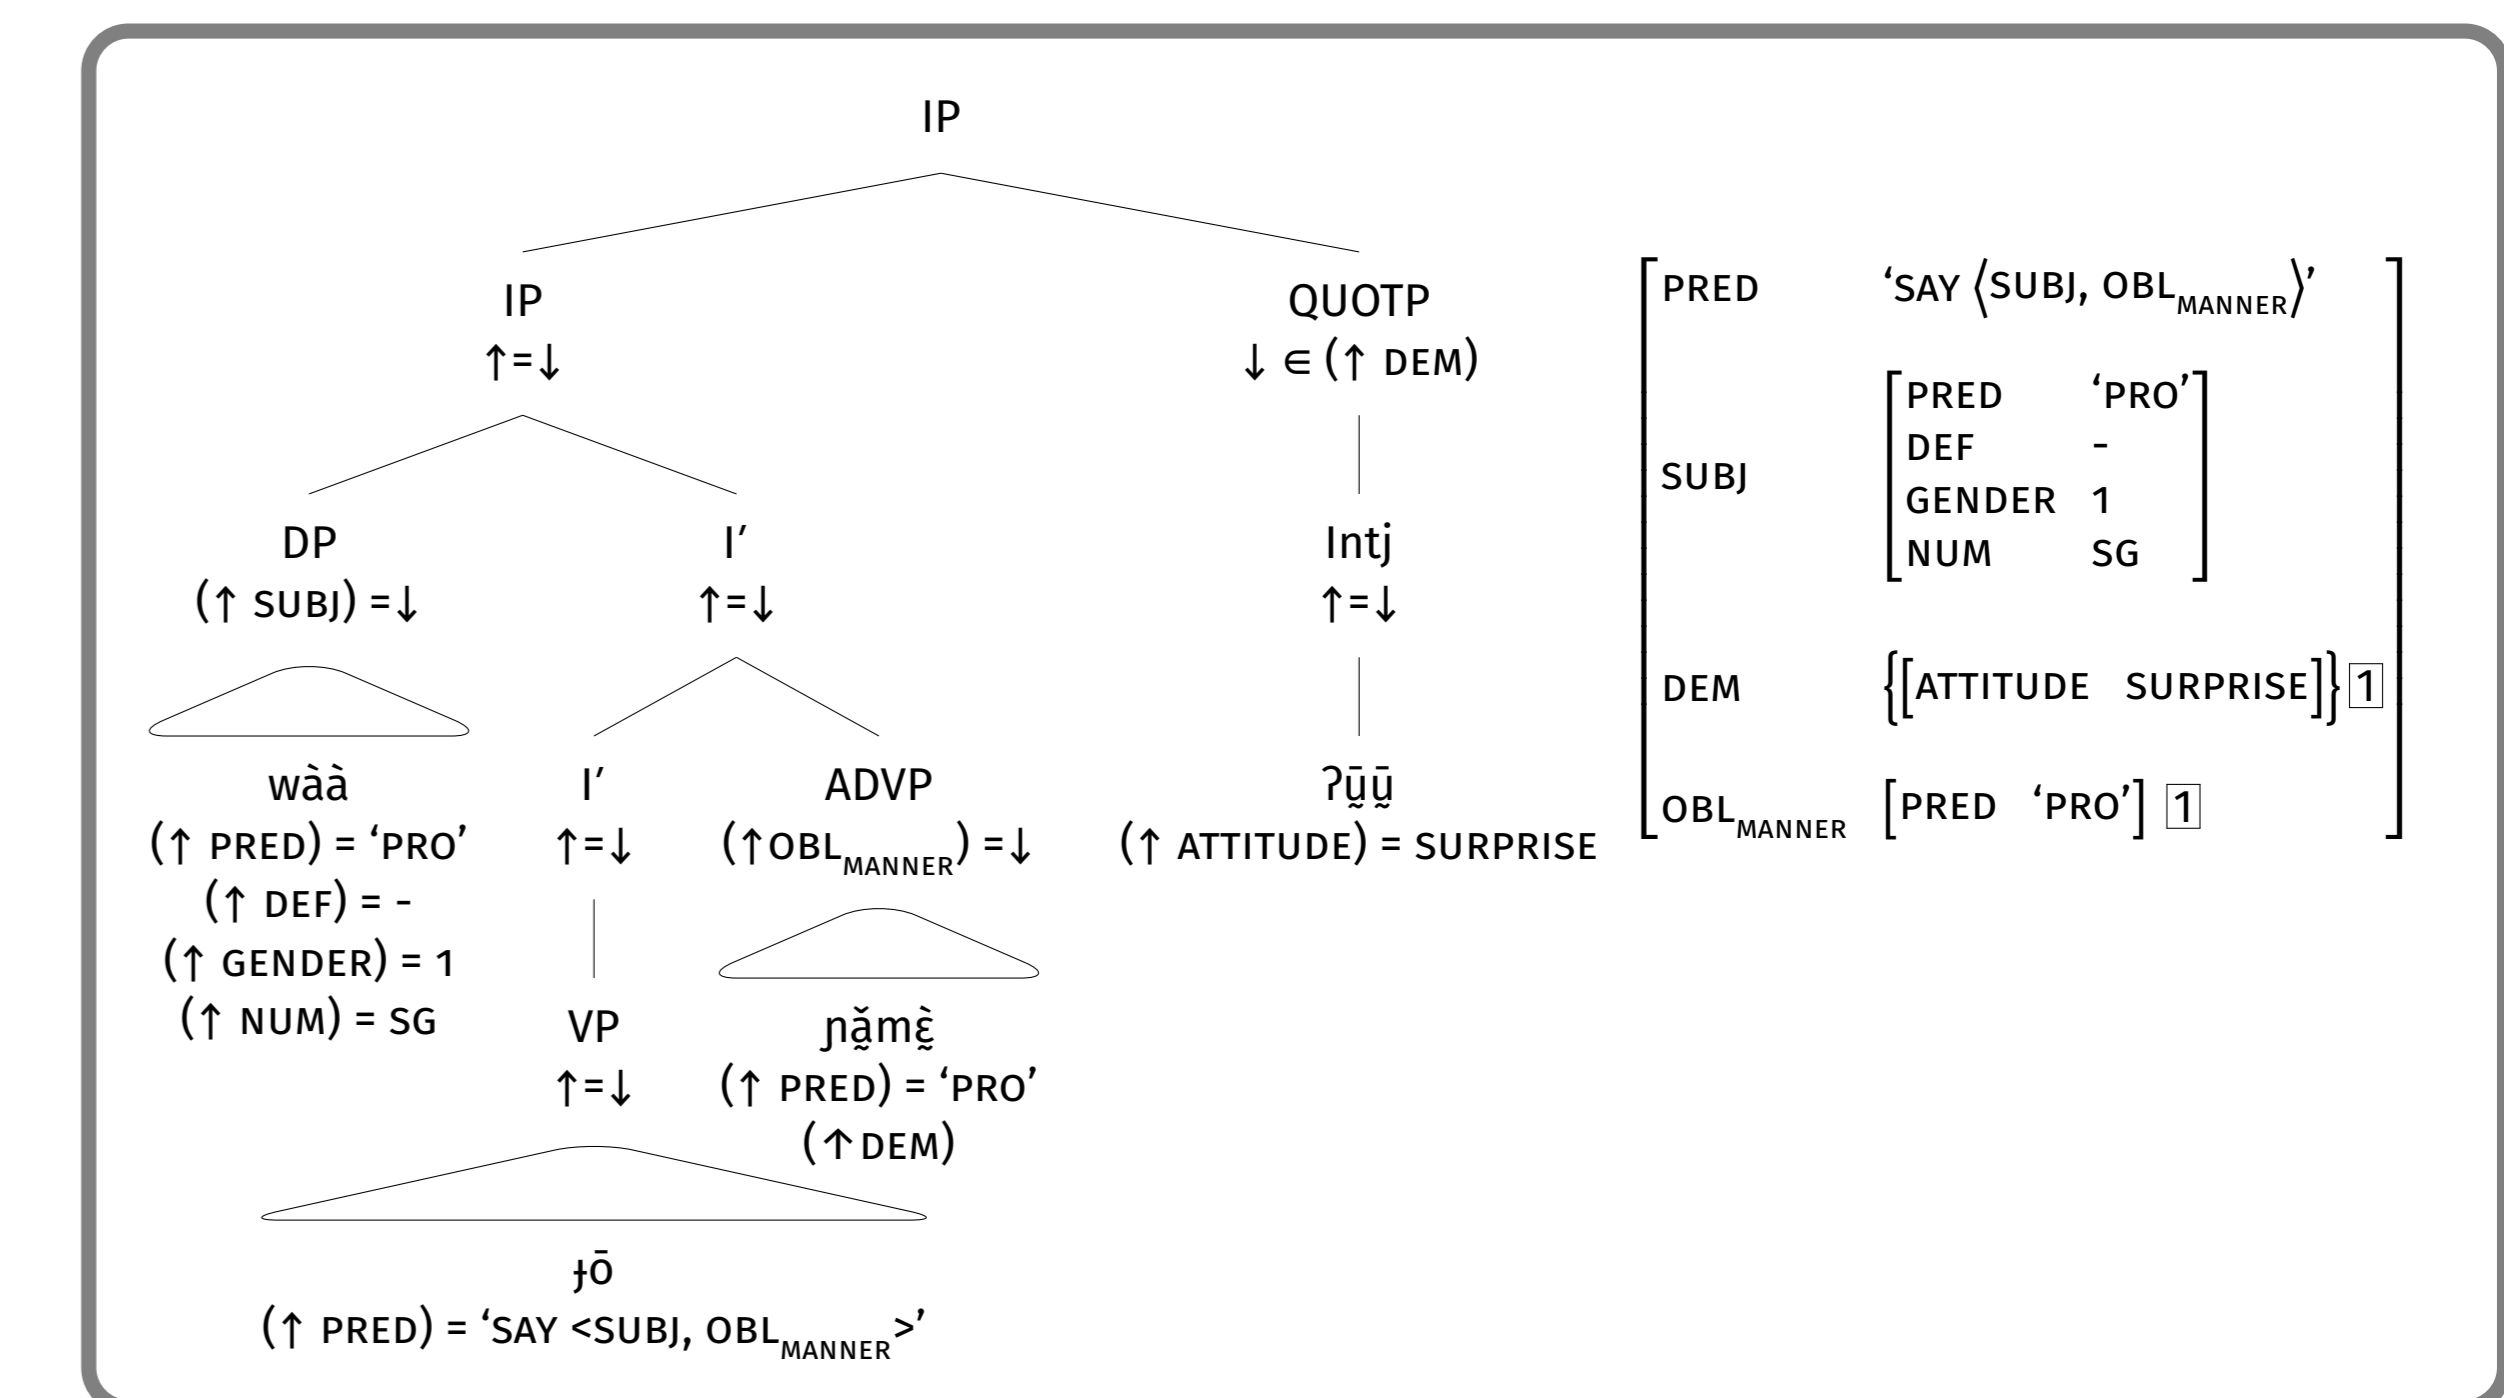 IP
IP
↑=↓
QUOTP
↓ ∈ (↑ DEM)
DP
(↑ SUBJ) =↓
I′
↑=↓
Intj
↑=↓
wàà
(↑ PRED) = ‘PRO’
(↑ DEF) = -
(↑ GENDER) = 1
(↑ NUM) = SG
I′
↑=↓
ADVP
(↑OBL_MANNER) =↓
ʔṵ̄ṵ̄
(↑ ATTITUDE) = SURPRISE
VP
↑=↓
ɲǎ̰mɛ̰̀
(↑ PRED) = ‘PRO’
(↑DEM)
ɟō
(↑ PRED) = ‘SAY <SUBJ, OBL_MANNER>’
PRED ‘SAY ⟨SUBJ, OBL_MANNER⟩’
SUBJ
PRED ‘PRO’
DEF -
GENDER 1
NUM SG
DEM {[ATTITUDE SURPRISE]} 1
OBL_MANNER [PRED ‘PRO’] 1